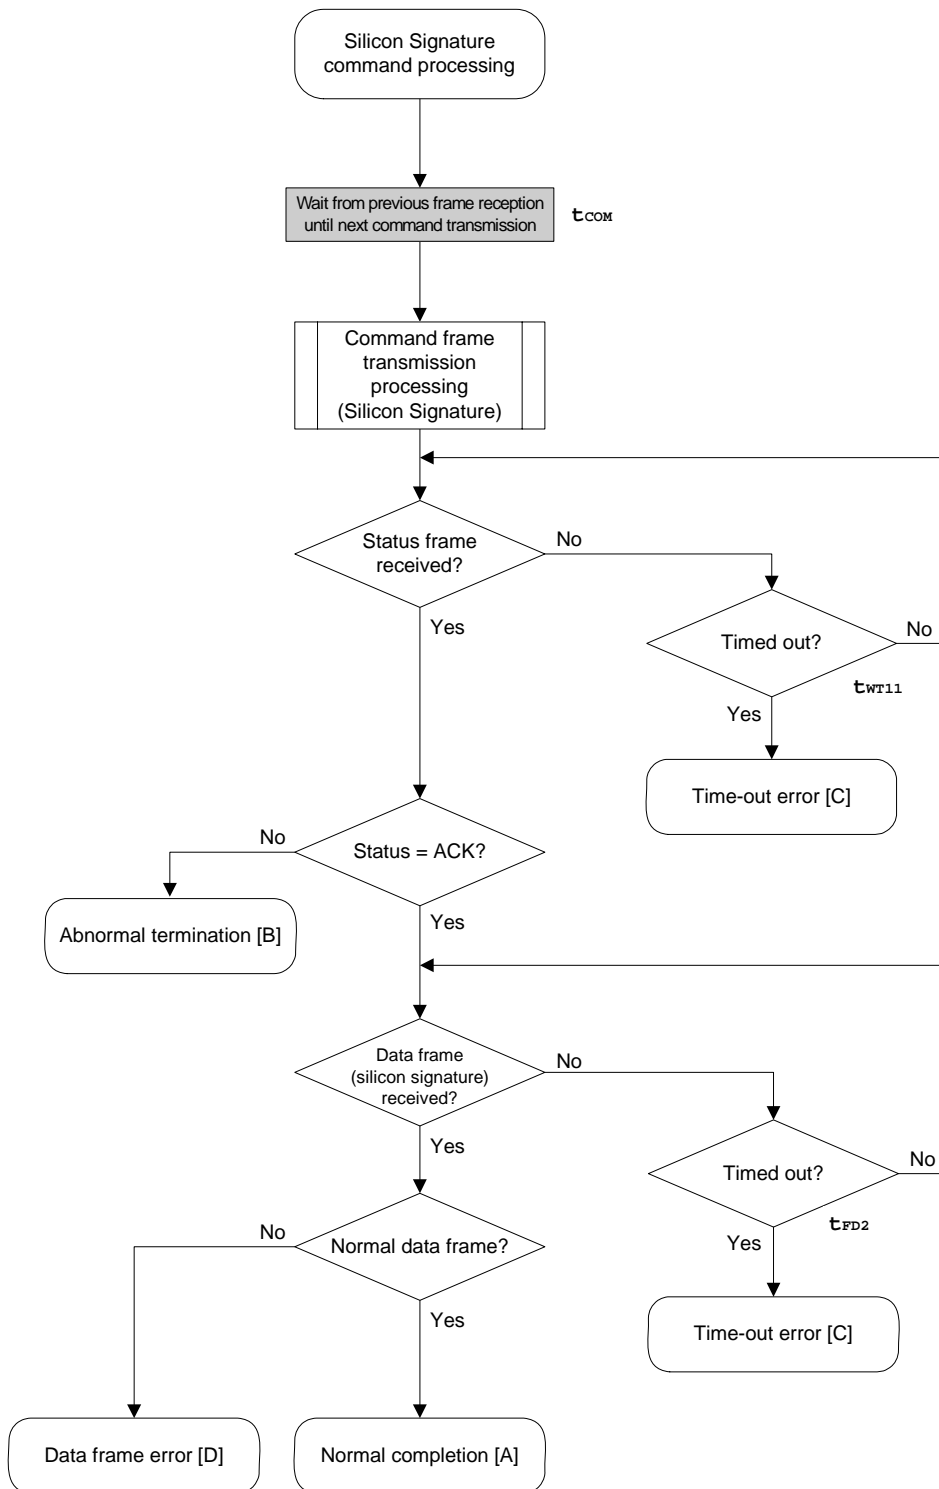 Silicon Signature
command processing
Wait from previous frame reception
until next command transmission
tCOM
Command frame
transmission
processing
(Silicon Signature)
Status frame
received?
No
Yes
Timed out?
No
tWT11
Yes
Time-out error [C]
No
Status = ACK?
Abnormal termination [B]
Yes
Data frame
(silicon signature)
received?
No
Yes
Timed out?
No
tFD2
Yes
No
Normal data frame?
Yes
Time-out error [C]
Data frame error [D]
Normal completion [A]